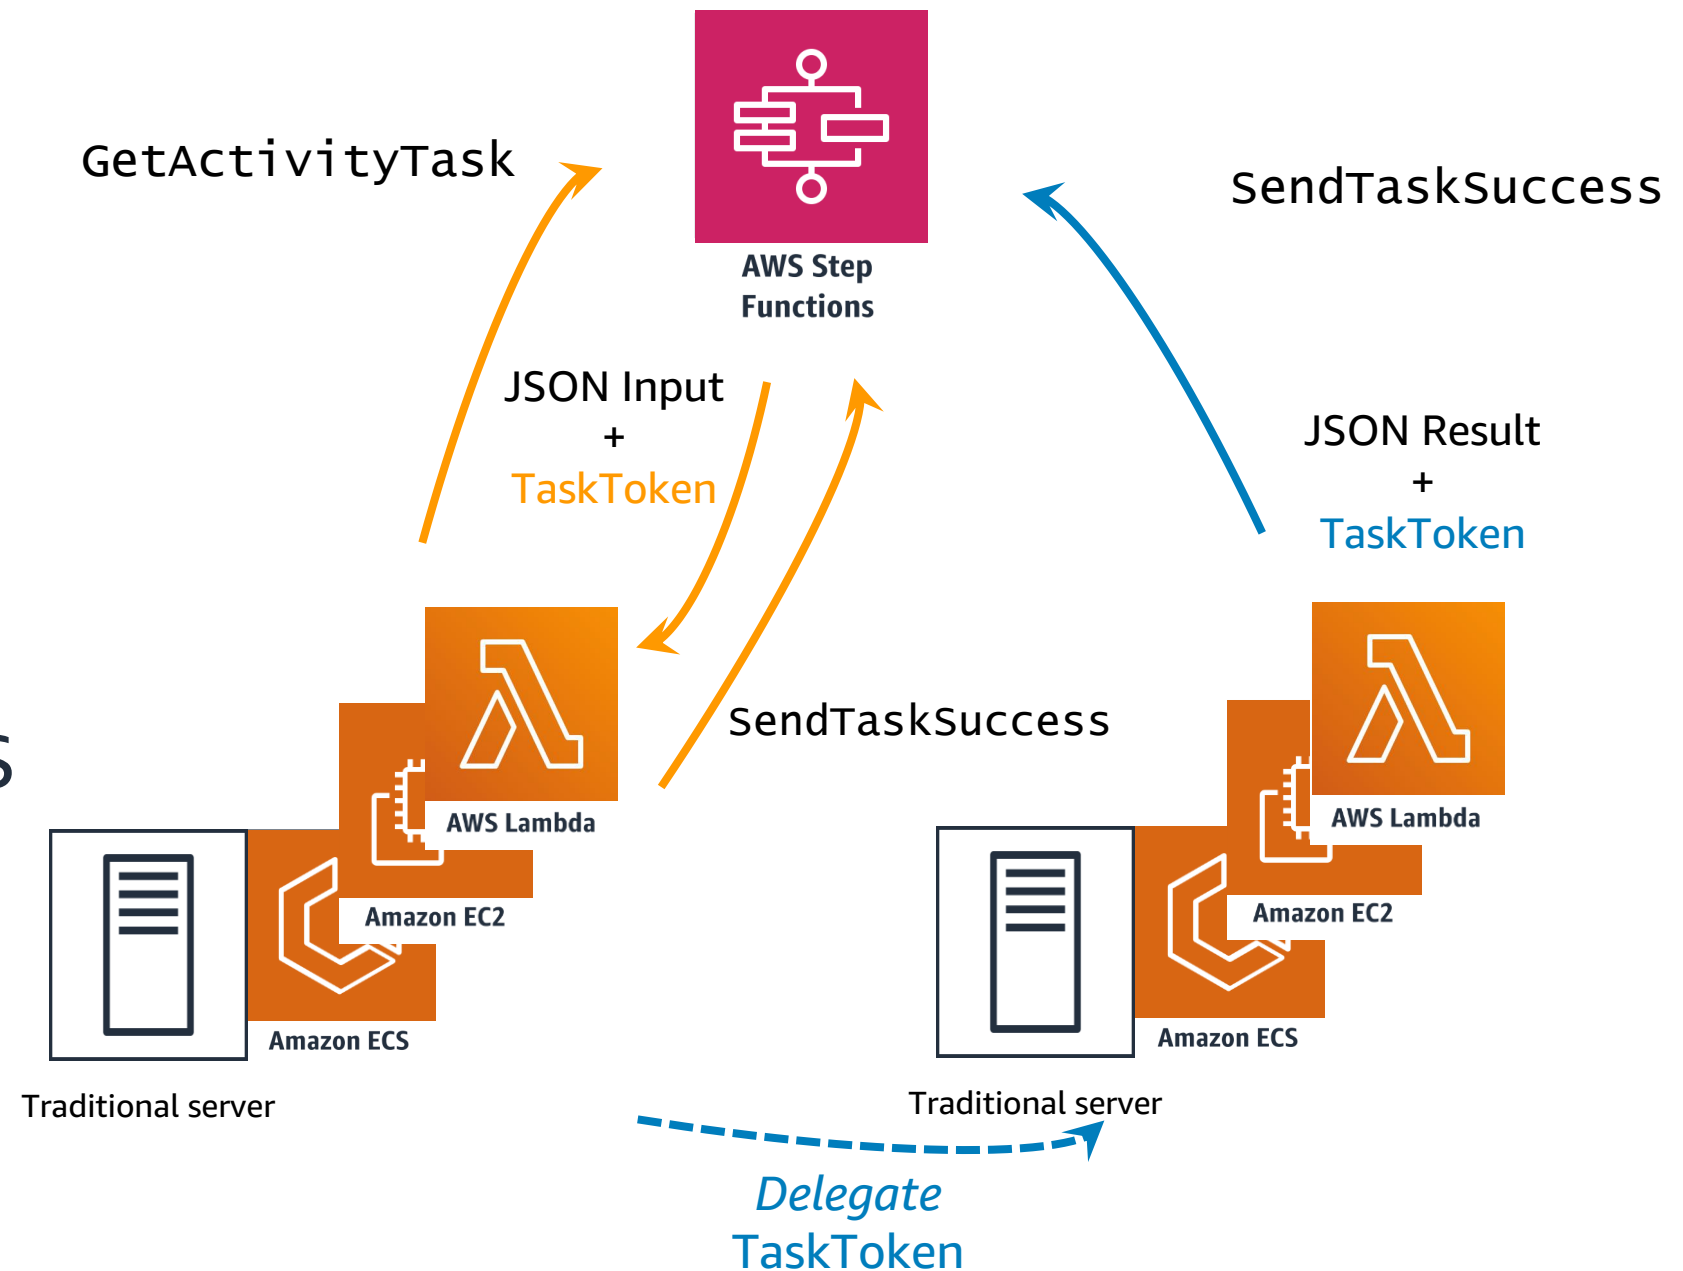 GetActivityTask
SendTaskSuccess
AWS Step
Functions
JSON Input
+
TaskToken
JSON Result
+
TaskToken
SendTaskSuccess
s
AWS Lambda
Amazon EC2
Amazon ECS
Traditional server
AWS Lambda
Amazon EC2
Amazon ECS
Traditional server
Delegate
TaskToken